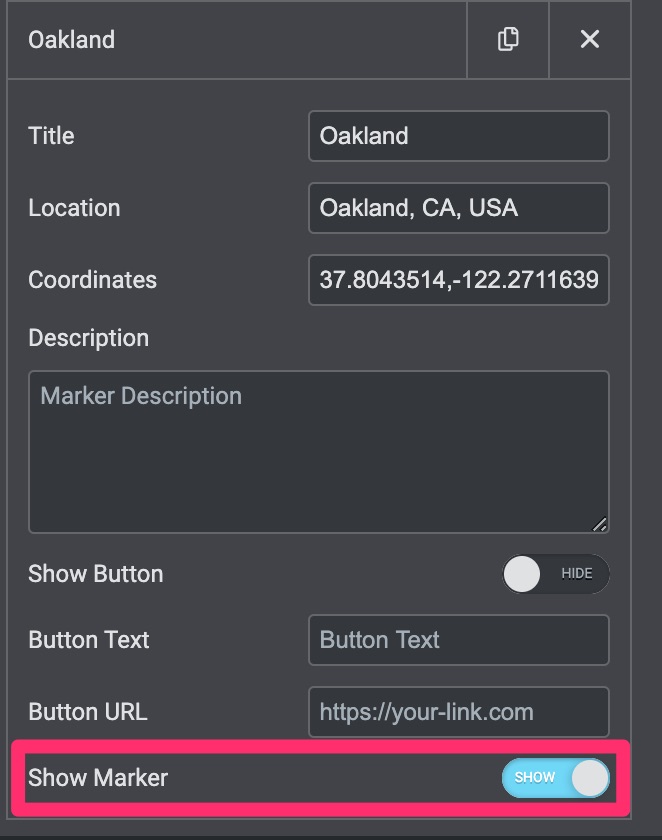 Oakland
Title Oakland
Location Oakland, CA, USA
Coordinates 37.8043514,-122.2711639
Description
Marker Description
Show Button HIDE
Button Text Button Text
Button URL https://your-link.com
Show Marker SHOW